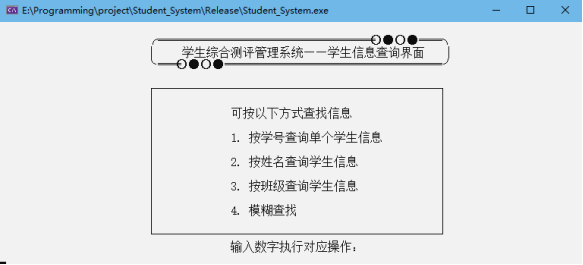 E:\Programming\project\Student_System\Release\Student_System.exe
学生综合测评管理系统——学生信息查询界面
可按以下方式查找信息
1. 按学号查询单个学生信息
2. 按姓名查询学生信息
3. 按班级查询学生信息
4. 模糊查找
输入数字执行对应操作：